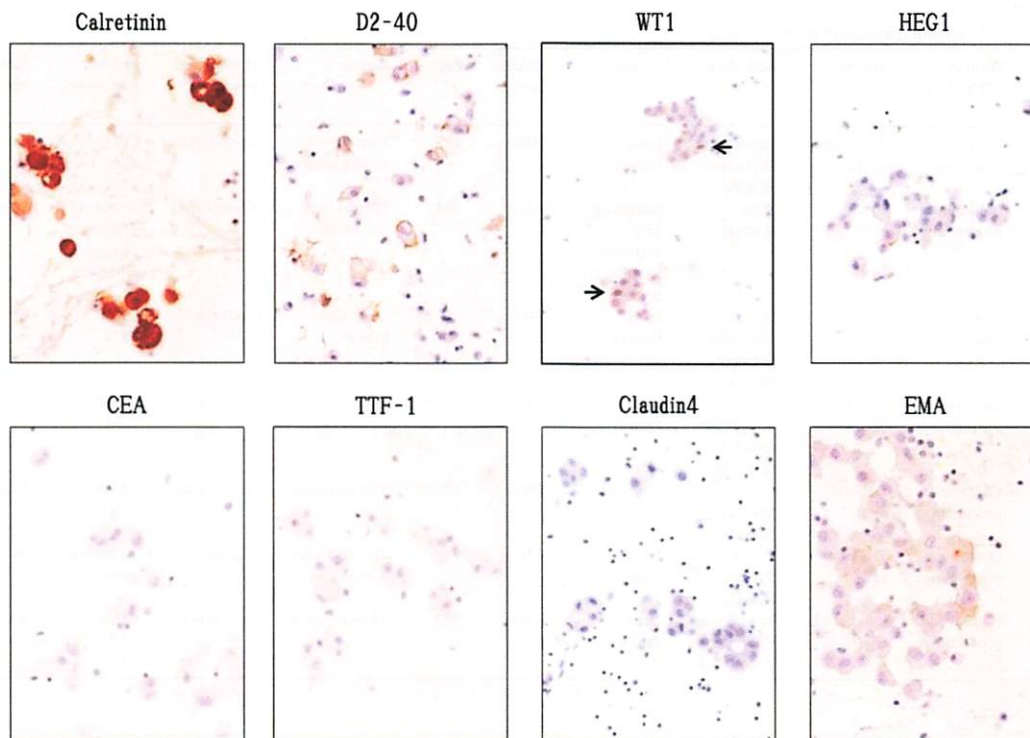 Calretinin
D2-40
WT1
HEG1
CEA
TTF-1
Claudin4
EMA